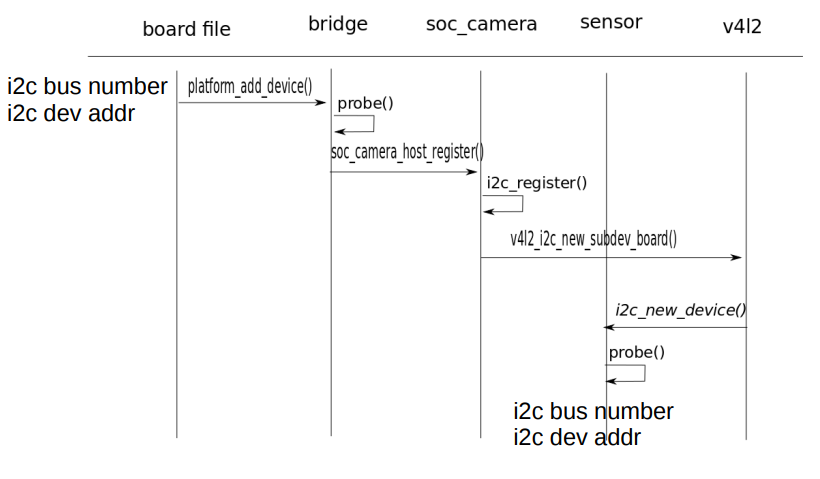 board file
bridge
soc_camera
sensor
v4l2
i2c bus number
i2c dev addr
platform_add_device()
probe()
soc_camera_host_register()
i2c_register()
v4l2_i2c_new_subdev_board()
i2c_new_device()
probe()
i2c bus number
i2c dev addr